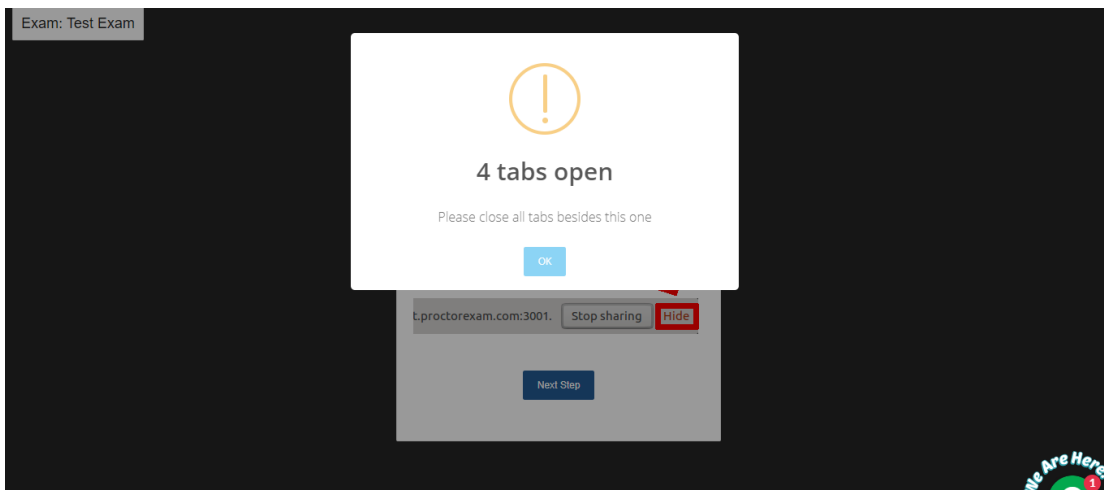 Exam: Test Exam
4 tabs open
Please close all tabs besides this one
OK
t.proctorexam.com:3001. Stop sharing Hide
Next Step
We Are Here
1